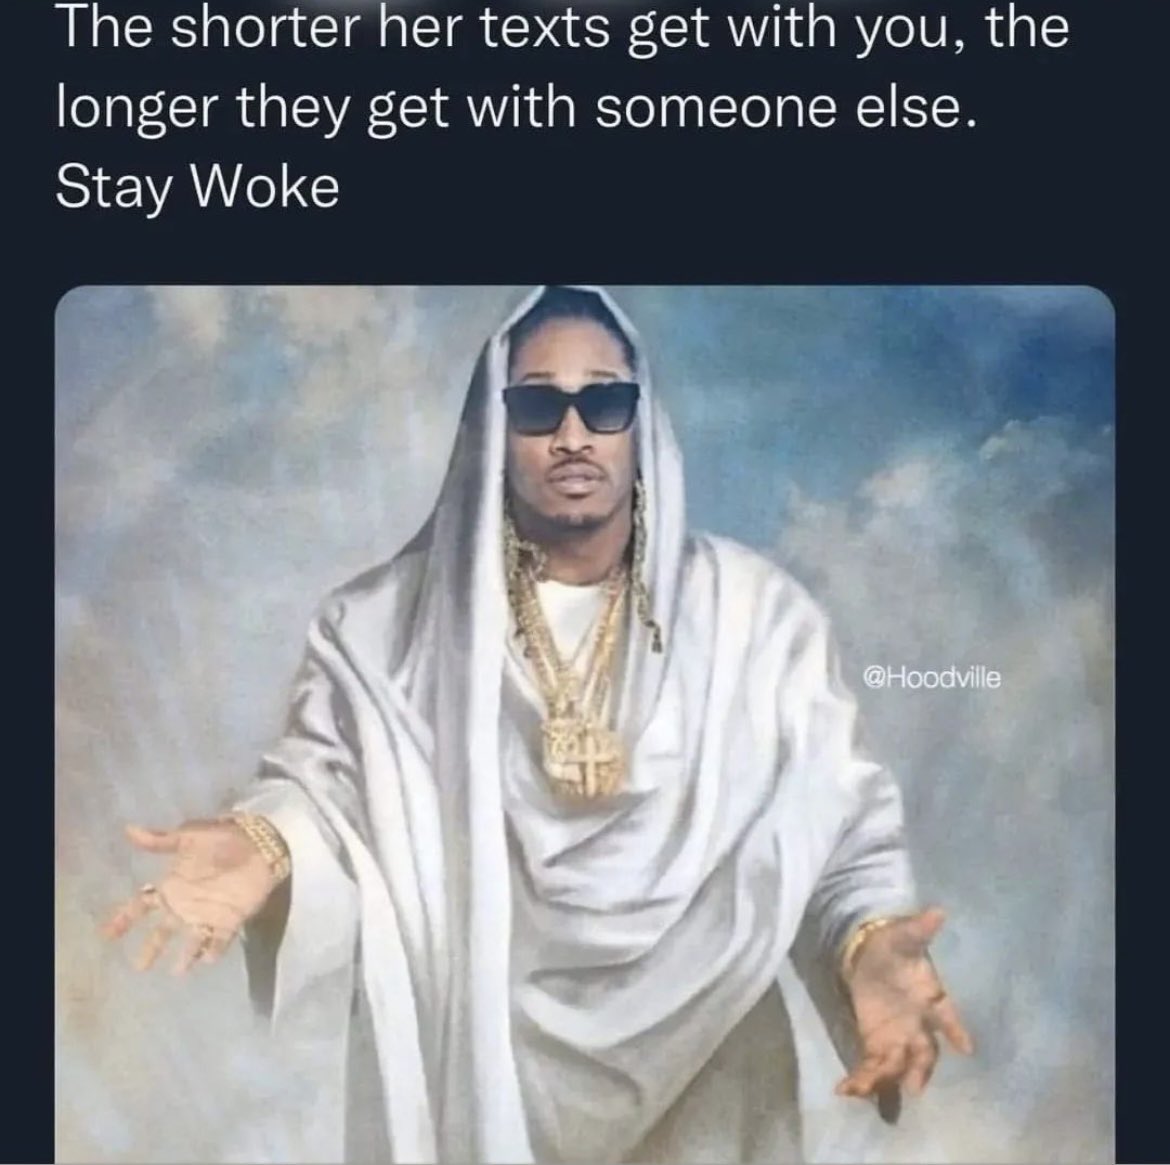 The shorter her texts get with you, the
longer they get with someone else.
Stay Woke
@Hoodville